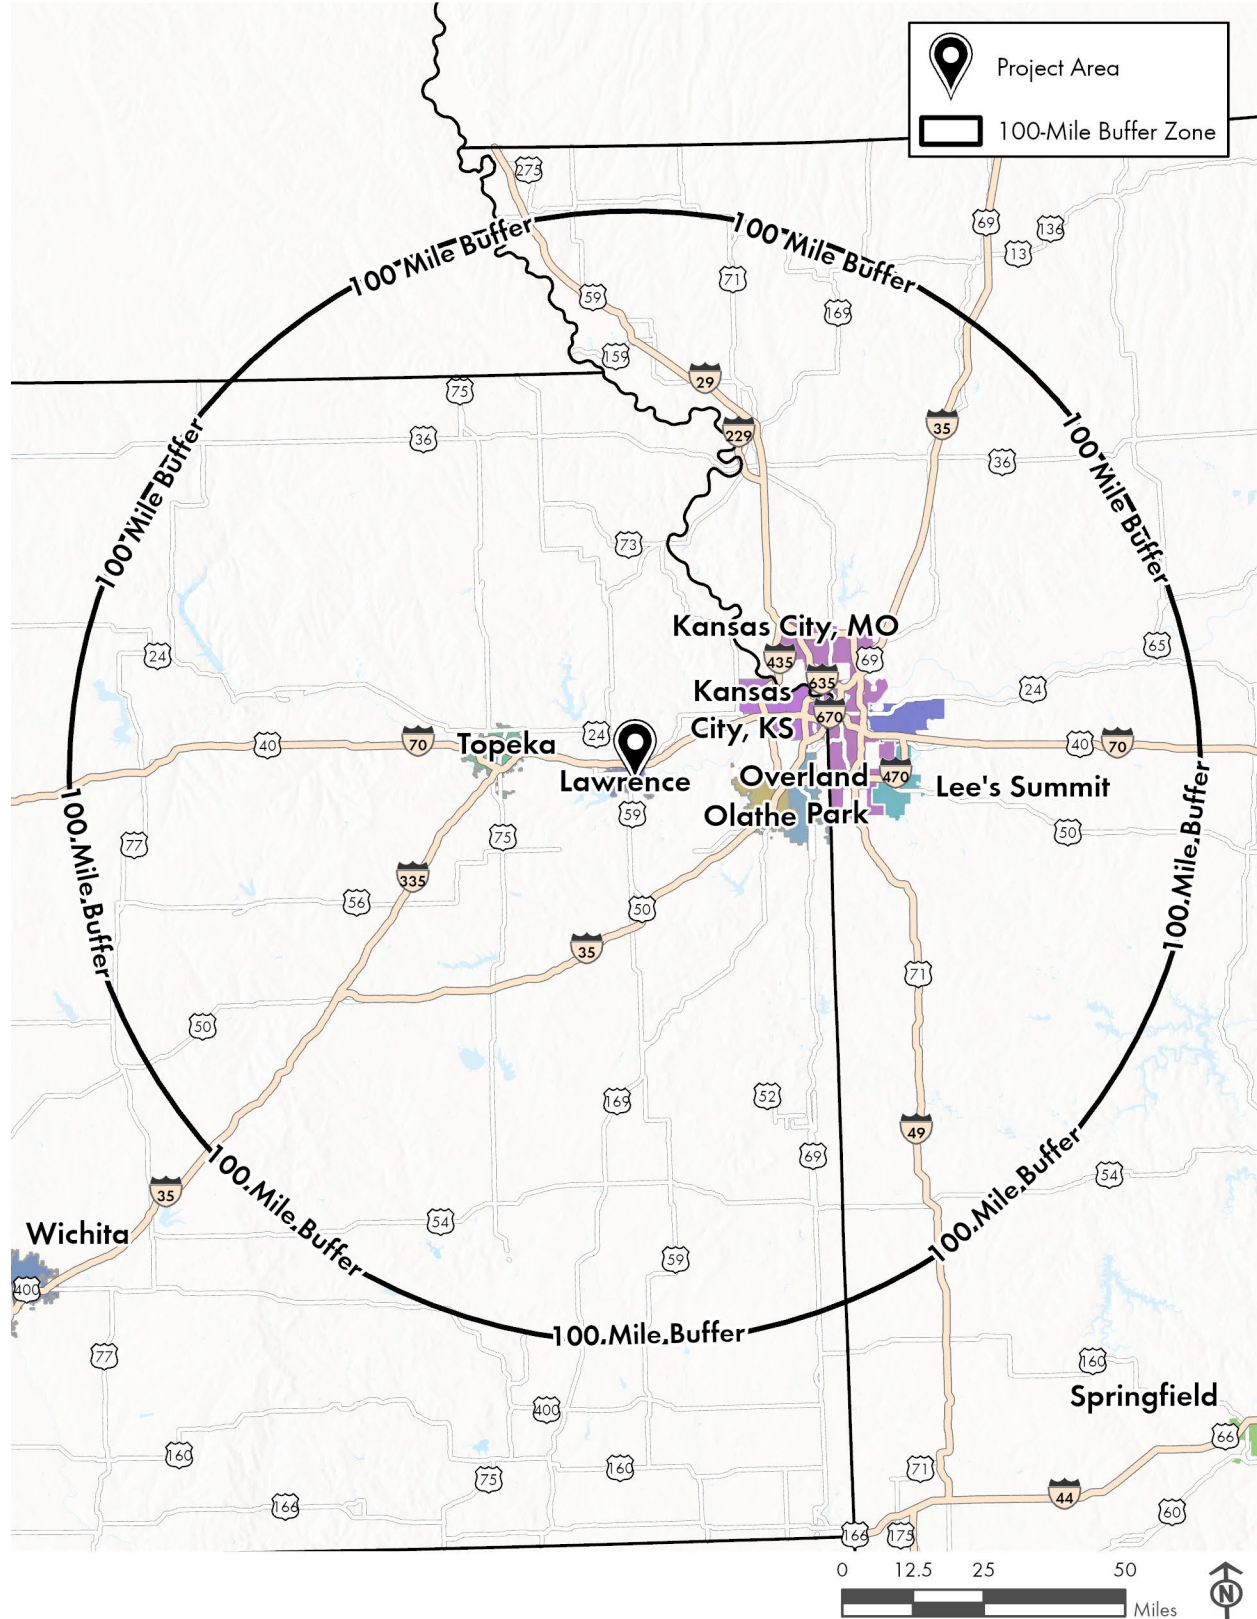 Project Area
100-Mile Buffer Zone
275
69
136
13
100 Mile Buffer
100 Mile Buffer
71
59
169
159
29
75
36
229
35
36
100 Mile Buffer
100 Mile Buffer
73
Kansas City, MO
24
435
69
65
635
Kansas
City, KS
24
670
40
70
Topeka
24
Lawrence
40
70
Overland
Park
470
Lee's Summit
Olathe
59
50
77
75
100 Mile Buffer
100 Mile Buffer
335
56
50
35
71
50
169
52
49
69
54
35
100 Mile Buffer
100 Mile Buffer
54
Wichita
59
400
100 Mile Buffer
77
160
Springfield
400
66
160
75
160
71
166
44
60
166
175
0 12.5 25 50
Miles
N